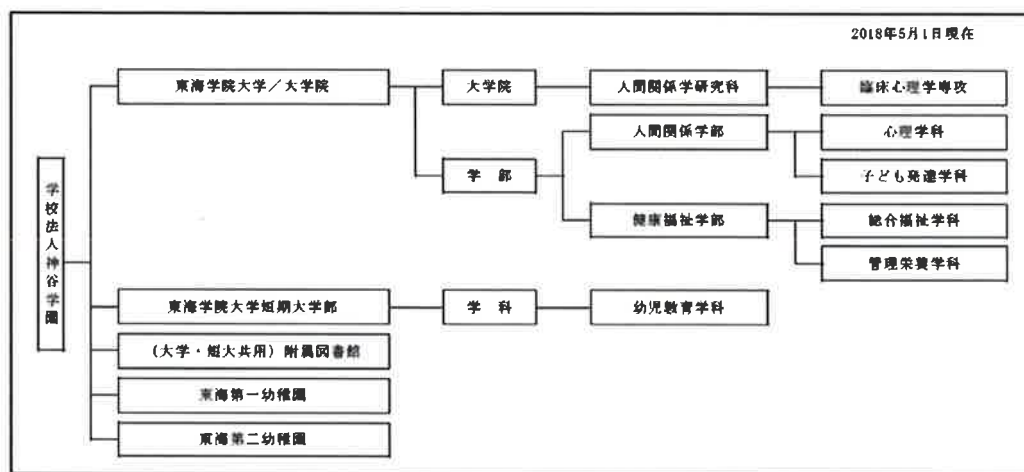 2018年5月1日現在
学校法人神谷学園
東海学院大学／大学院
大学院
人間関係学研究科
臨床心理学専攻
学部
人間関係学部
心理学科
子ども発達学科
健康福祉学部
総合福祉学科
管理栄養学科
東海学院大学短期大学部
学科
幼児教育学科
(大学・短大共用) 附属図書館
東海第一幼稚園
東海第二幼稚園